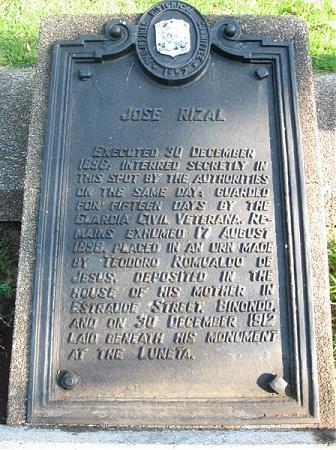 PHILIPPINE HISTORICAL COMMITTEE
1957
JOSE RIZAL
EXECUTED, 30 DECEMBER
1896; INTERRED SECRETLY IN
THIS SPOT BY THE AUTHORITIES
ON THE SAME DAY; GUARDED
FOR FIFTEEN DAYS BY THE
GUARDIA CIVIL VETERANA. RE-
MAINS EXHUMED 17 AUGUST
1898, PLACED IN AN URN MADE
BY TEODORO ROMUALDO DE
JESUS, DEPOSITED IN THE
HOUSE OF HIS MOTHER IN
ESTRAUDE STREET, BINONDO,
AND ON 30 DECEMBER 1912
LAID BENEATH HIS MONUMENT
AT THE LUNETA.